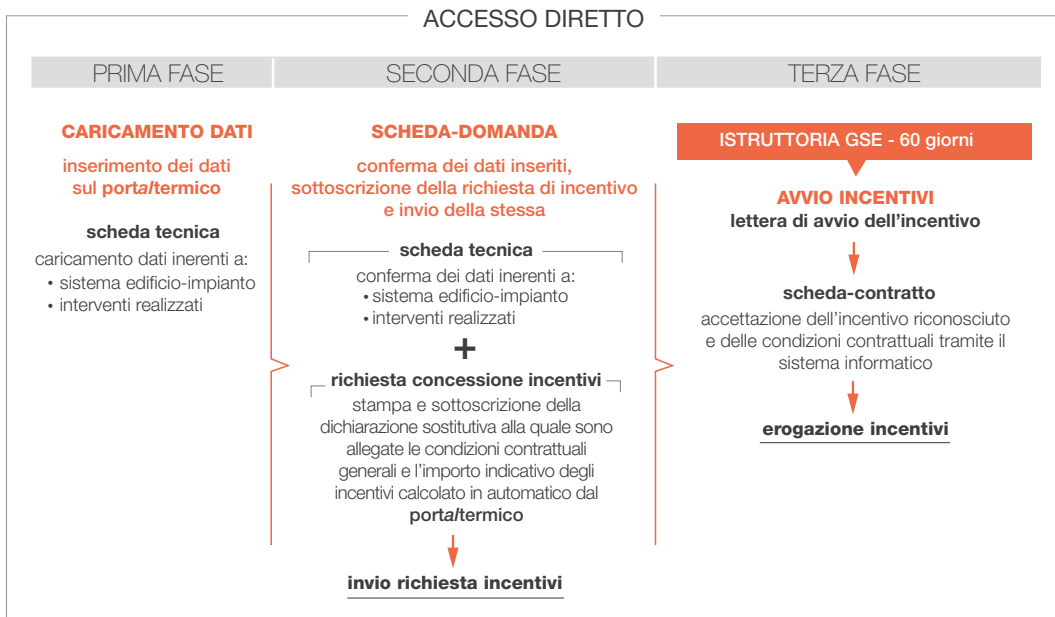 ACCESSO DIRETTO
PRIMA FASE
SECONDA FASE
TERZA FASE
CARICAMENTO DATI
inserimento dei dati
sul portaltermico
scheda tecnica
caricamento dati inerenti a:
• sistema edificio-impianto
• interventi realizzati
SCHEDA-DOMANDA
conferma dei dati inseriti,
sottoscrizione della richiesta di incentivo
e invio della stessa
scheda tecnica
conferma dei dati inerenti a:
• sistema edificio-impianto
• interventi realizzati
+
richiesta concessione incentivi
stampa e sottoscrizione della
dichiarazione sostitutiva alla quale sono
allegate le condizioni contrattuali
generali e l'importo indicativo degli
incentivi calcolato in automatico dal
portaltermico
invio richiesta incentivi
ISTRUTTORIA GSE - 60 giorni
AVVIO INCENTIVI
lettera di avvio dell'incentivo
scheda-contratto
accettazione dell'incentivo riconosciuto
e delle condizioni contrattuali tramite il
sistema informatico
erogazione incentivi